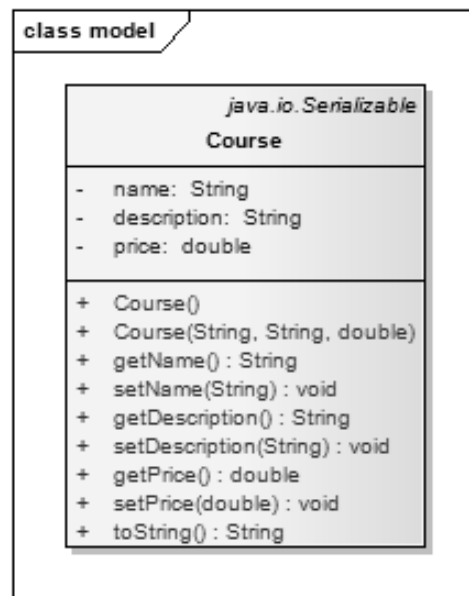 class model
java.io.Serializable
Course
- name: String
- description: String
- price: double
+ Course()
+ Course(String, String, double)
+ getName() : String
+ setName(String) : void
+ getDescription() : String
+ setDescription(String) : void
+ getPrice() : double
+ setPrice(double) : void
+ toString() : String